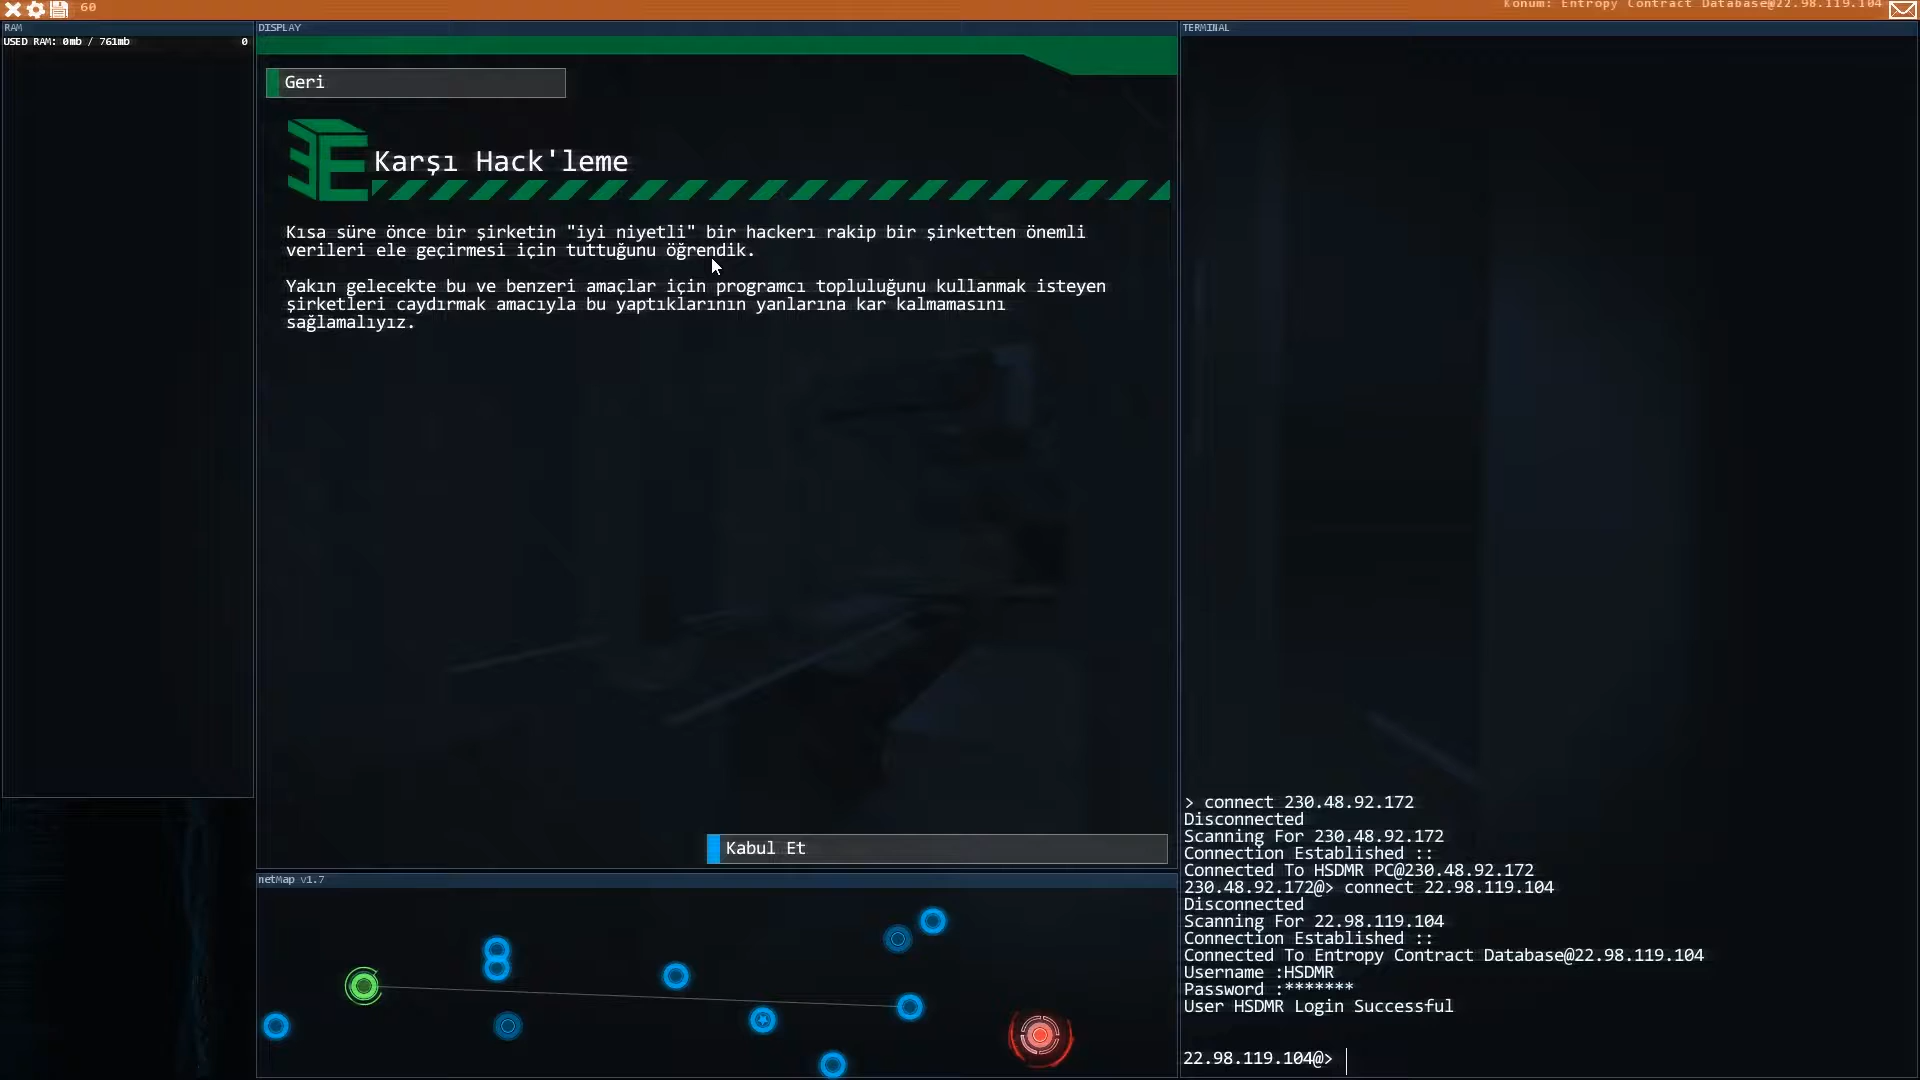 60
Konum: Entropy Contract Database@22.98.119.104
RAM
USED RAM: 0mb / 761mb 0
DISPLAY
Geri
Karşı Hack'leme
Kısa süre önce bir şirketin "iyi niyetli" bir hackerı rakip bir şirketten önemli
verileri ele geçirmesi için tuttuğunu öğrendik.
Yakın gelecekte bu ve benzeri amaçlar için programcı topluluğunu kullanmak isteyen
şirketleri caydırmak amacıyla bu yaptıklarının yanlarına kar kalmamasını
sağlamalıyız.
Kabul Et
netMap v1.7
TERMINAL
> connect 230.48.92.172
Disconnected
Scanning For 230.48.92.172
Connection Established ::
Connected To HSDMR PC@230.48.92.172
230.48.92.172@> connect 22.98.119.104
Disconnected
Scanning For 22.98.119.104
Connection Established ::
Connected To Entropy Contract Database@22.98.119.104
Username :HSDMR
Password :*******
User HSDMR Login Successful
22.98.119.104@>